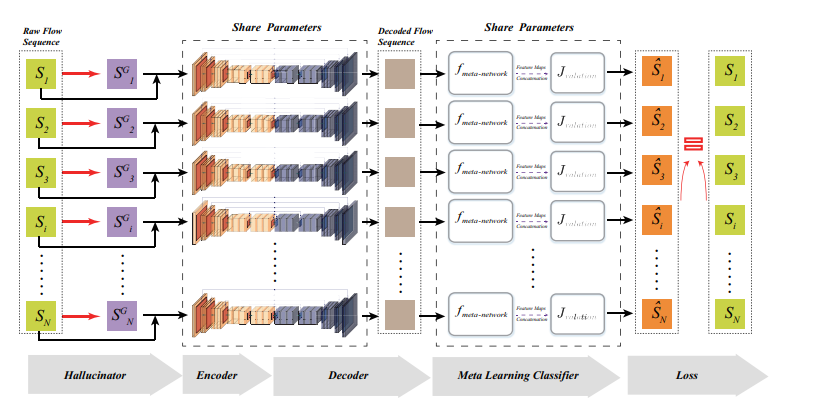 Share Parameters
Share Parameters
Raw Flow
Sequence
Decoded Flow
Sequence
S1 SG1 fmeta-network Feature Maps Concatenation J Ŝ1 S1
S2 SG2 fmeta-network Feature Maps Concatenation J Ŝ2 S2
S3 SG3 fmeta-network Feature Maps Concatenation J Ŝ3 S3
Si SGi fmeta-network Feature Maps Concatenation J Ŝi Si
SN SGN fmeta-network Feature Maps Concatenation J ŜN SN
=
Hallucinator Encoder Decoder Meta Learning Classifier Loss